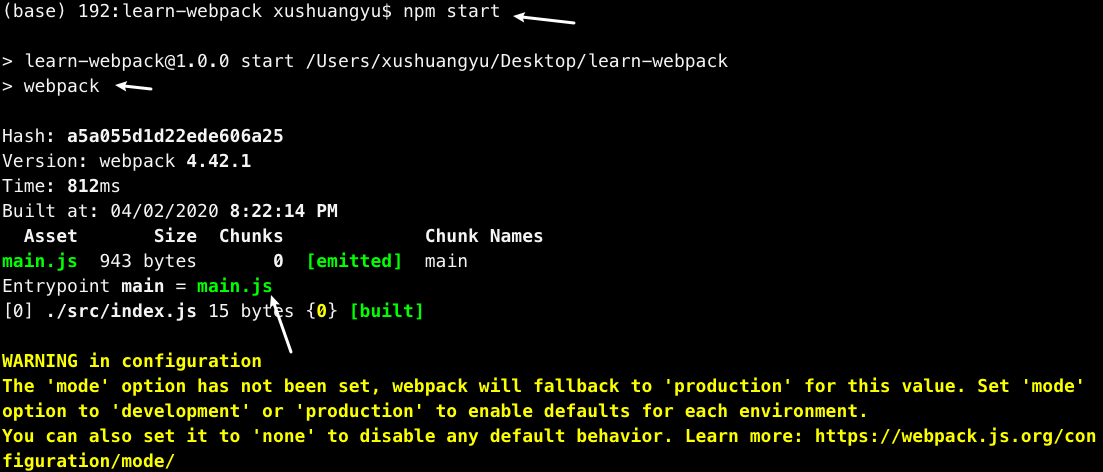 (base) 192:learn-webpack xushuangyu$ npm start
> learn-webpack@1.0.0 start /Users/xushuangyu/Desktop/learn-webpack
> webpack
Hash: a5a055d1d22ede606a25
Version: webpack 4.42.1
Time: 812ms
Built at: 04/02/2020 8:22:14 PM
Asset Size Chunks Chunk Names
main.js 943 bytes 0 [emitted] main
Entrypoint main = main.js
[0] ./src/index.js 15 bytes {0} [built]
WARNING in configuration
The 'mode' option has not been set, webpack will fallback to 'production' for this value. Set 'mode'
option to 'development' or 'production' to enable defaults for each environment.
You can also set it to 'none' to disable any default behavior. Learn more: https://webpack.js.org/con
figuration/mode/